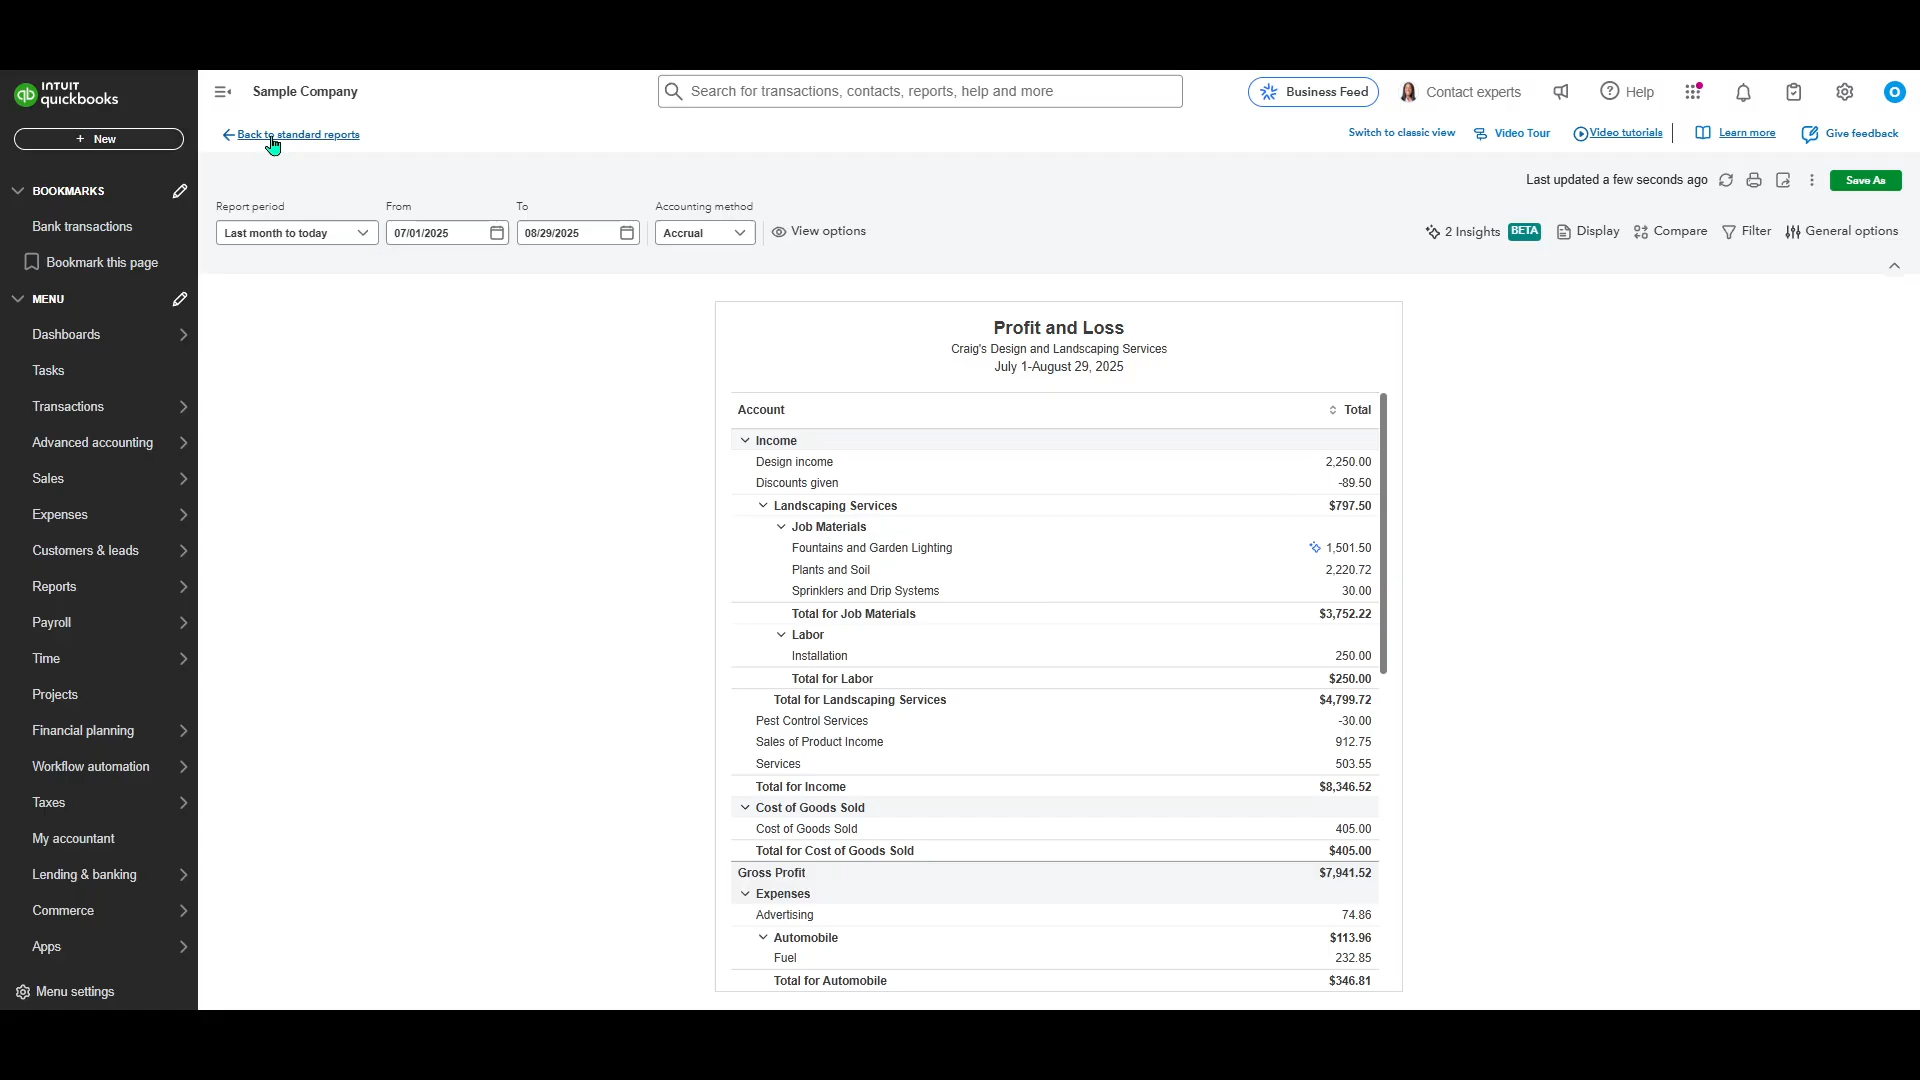 INTUIT
quickbooks
Sample Company
Search for transactions, contacts, reports, help and more
Business Feed
Contact experts
Help
O
+ New
Back to standard reports
Switch to classic view
Video Tour
Video tutorials
Learn more
Give feedback
Last updated a few seconds ago
Save As
Report period
From
To
Accounting method
Last month to today
07/01/2025
08/29/2025
Accrual
View options
2 Insights BETA
Display
Compare
Filter
General options
BOOKMARKS
Bank transactions
Bookmark this page
MENU
Dashboards
Tasks
Transactions
Advanced accounting
Sales
Expenses
Customers & leads
Reports
Payroll
Time
Projects
Financial planning
Workflow automation
Taxes
My accountant
Lending & banking
Commerce
Apps
Menu settings
Profit and Loss
Craig's Design and Landscaping Services
July 1-August 29, 2025
Account Total
Income
Design income 2,250.00
Discounts given -89.50
Landscaping Services $797.50
Job Materials
Fountains and Garden Lighting 1,501.50
Plants and Soil 2,220.72
Sprinklers and Drip Systems 30.00
Total for Job Materials $3,752.22
Labor
Installation 250.00
Total for Labor $250.00
Total for Landscaping Services $4,799.72
Pest Control Services -30.00
Sales of Product Income 912.75
Services 503.55
Total for Income $8,346.52
Cost of Goods Sold
Cost of Goods Sold 405.00
Total for Cost of Goods Sold $405.00
Gross Profit $7,941.52
Expenses
Advertising 74.86
Automobile $113.96
Fuel 232.85
Total for Automobile $346.81